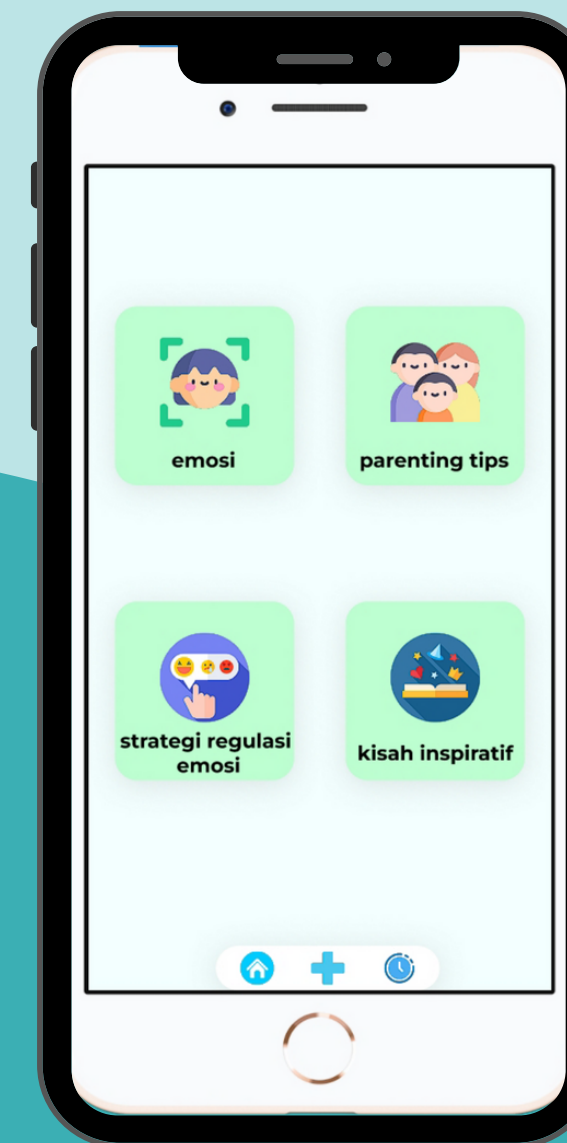 emosi
parenting tips
strategi regulasi
emosi
kisah inspiratif